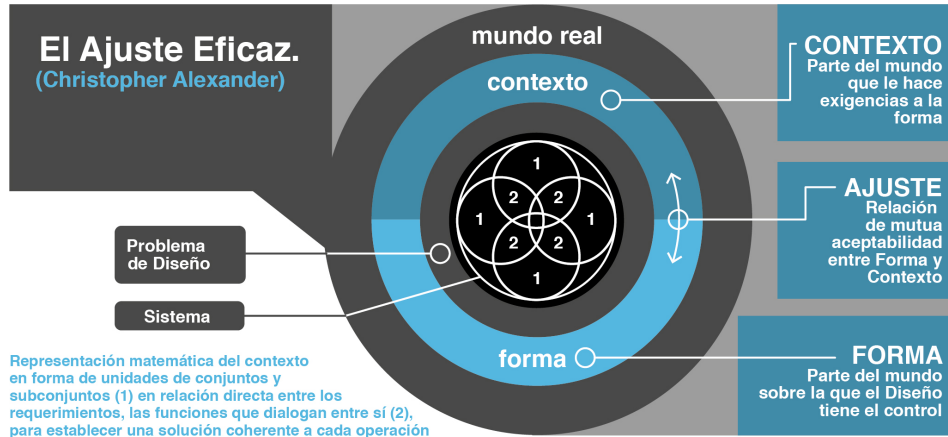 El Ajuste Eficaz.
(Christopher Alexander)
mundo real
contexto
1
2
2
1
1
2
2
1
forma
Problema
de Diseño
Sistema
Representación matemática del contexto
en forma de unidades de conjuntos y
subconjuntos (1) en relación directa entre los
requerimientos, las funciones que dialogan entre sí (2),
para establecer una solución coherente a cada operación
CONTEXTO
Parte del mundo
que le hace
exigencias a la
forma
AJUSTE
Relación
de mutua
aceptabilidad
entre Forma y
Contexto
FORMA
Parte del mundo
sobre la que el Diseño
tiene el control